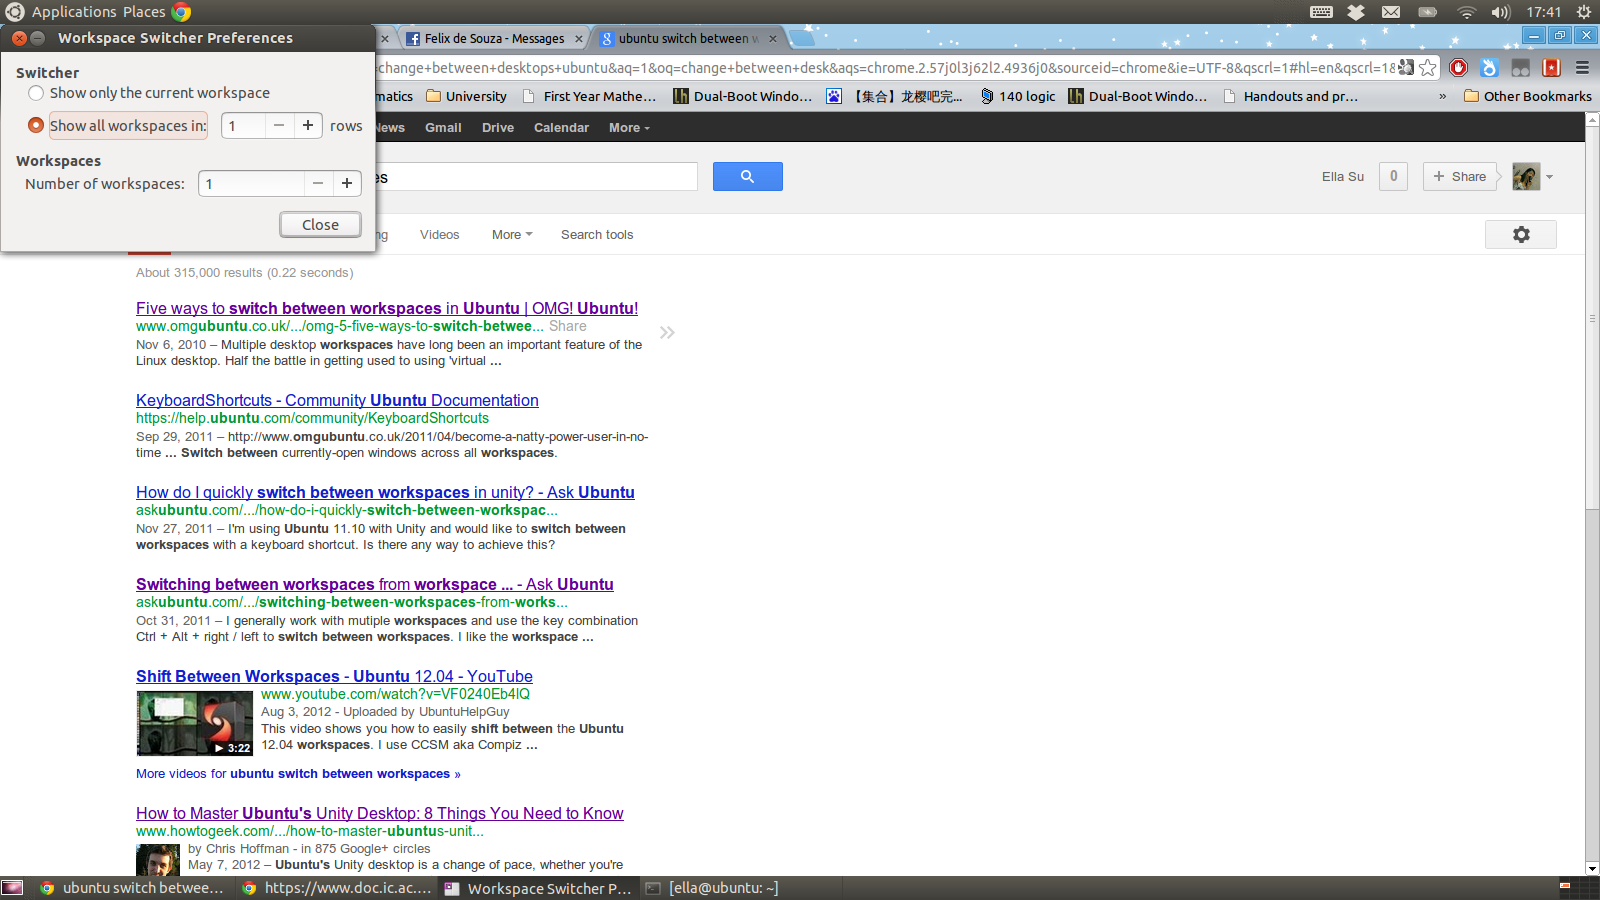 Applications Places
17:41
Workspace Switcher Preferences
Felix de Souza - Messages
ubuntu switch between w
Switcher
Show only the current workspace
Show all workspaces in: 1 rows
Workspaces
Number of workspaces: 1
Close
=change+between+desktops+ubuntu&aq=1&oq=change+between+desk&aqs=chrome.2.57j0l3j62l2.4936j0&sourceid=chrome&ie=UTF-8&qscrl=1#hl=en&qscrl=1&
matics University First Year Mathe... Dual-Boot Windo... 【集合】龙樱吧完... 140 logic Dual-Boot Windo... Handouts and pr... » Other Bookmarks
News Gmail Drive Calendar More
es
Ella Su 0 + Share
ng Videos More Search tools
About 315,000 results (0.22 seconds)
Five ways to switch between workspaces in Ubuntu | OMG! Ubuntu!
www.omgubuntu.co.uk/.../omg-5-five-ways-to-switch-betwee... Share
Nov 6, 2010 – Multiple desktop workspaces have long been an important feature of the
Linux desktop. Half the battle in getting used to using 'virtual ...
KeyboardShortcuts - Community Ubuntu Documentation
https://help.ubuntu.com/community/KeyboardShortcuts
Sep 29, 2011 – http://www.omgubuntu.co.uk/2011/04/become-a-natty-power-user-in-no-
time ... Switch between currently-open windows across all workspaces.
How do I quickly switch between workspaces in unity? - Ask Ubuntu
askubuntu.com/.../how-do-i-quickly-switch-between-workspac...
Nov 27, 2011 – I'm using Ubuntu 11.10 with Unity and would like to switch between
workspaces with a keyboard shortcut. Is there any way to achieve this?
Switching between workspaces from workspace ... - Ask Ubuntu
askubuntu.com/.../switching-between-workspaces-from-works...
Oct 31, 2011 – I generally work with mutiple workspaces and use the key combination
Ctrl + Alt + right / left to switch between workspaces. I like the workspace ...
Shift Between Workspaces - Ubuntu 12.04 - YouTube
www.youtube.com/watch?v=VF0240Eb4IQ
Aug 3, 2012 - Uploaded by UbuntuHelpGuy
This video shows you how to easily shift between the Ubuntu
12.04 workspaces. I use CCSM aka Compiz ...
3:22
More videos for ubuntu switch between workspaces »
How to Master Ubuntu's Unity Desktop: 8 Things You Need to Know
www.howtogeek.com/.../how-to-master-ubuntus-unit...
by Chris Hoffman - in 875 Google+ circles
May 7, 2012 – Ubuntu's Unity desktop is a change of pace, whether you're
ubuntu switch betwee... https://www.doc.ic.ac.... Workspace Switcher P... [ella@ubuntu: ~]